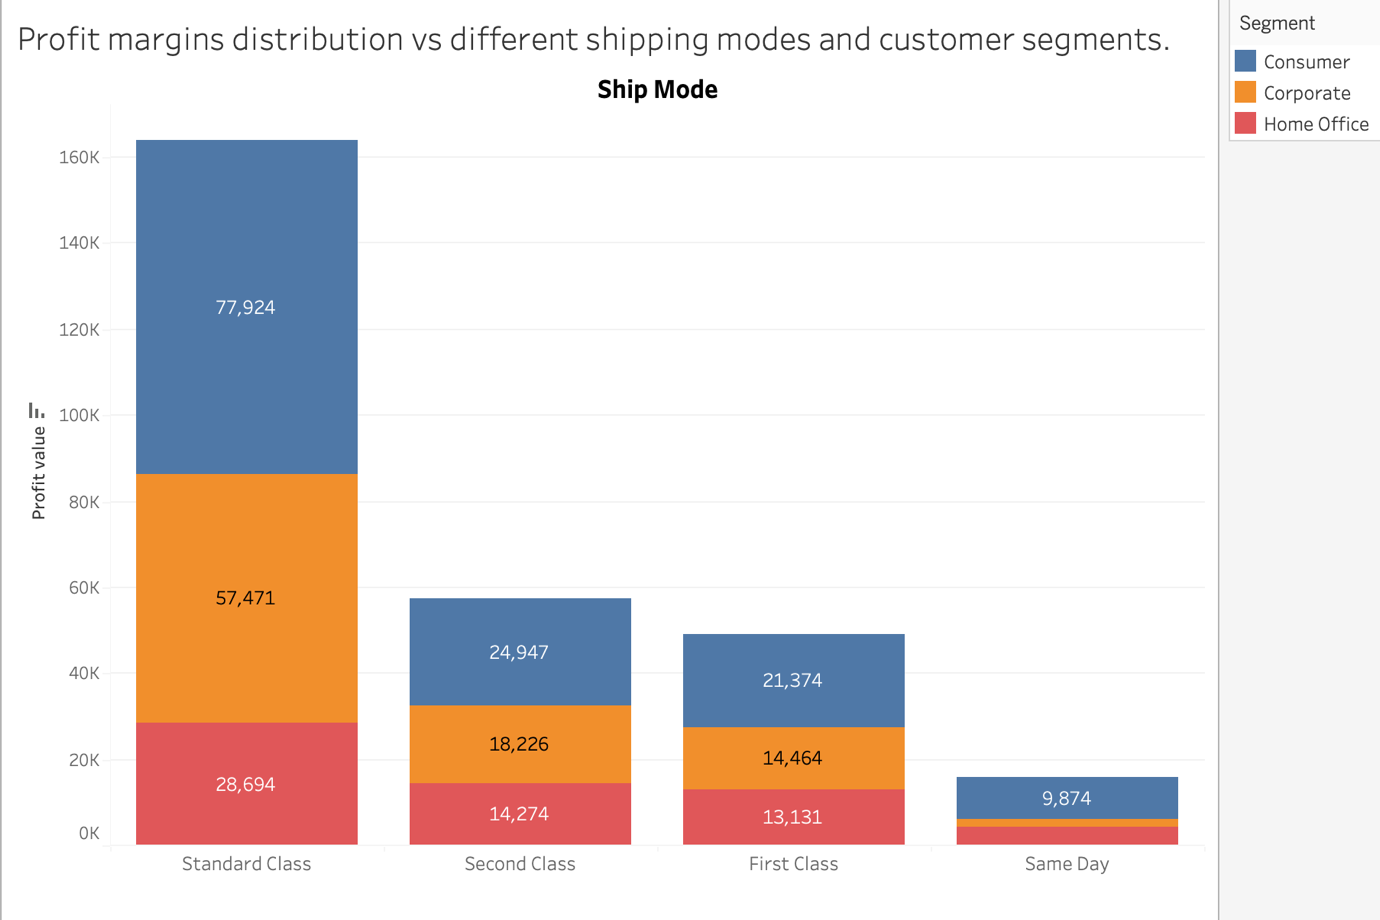 Profit margins distribution vs different shipping modes and customer segments.
Segment
Consumer
Corporate
Home Office
Ship Mode
Profit value
160K
140K
120K
100K
80K
60K
40K
20K
0K
77,924
57,471
28,694
24,947
18,226
14,274
21,374
14,464
13,131
9,874
Standard Class
Second Class
First Class
Same Day